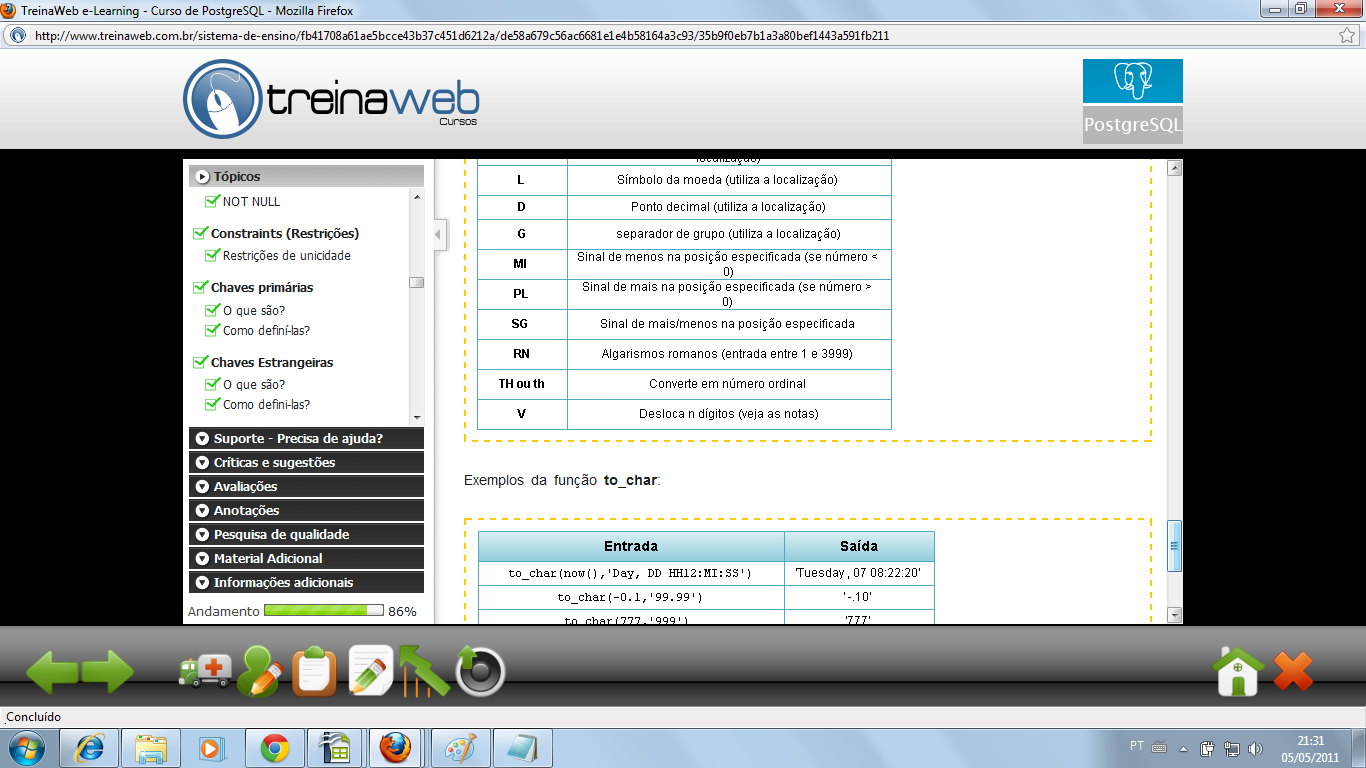 TreinaWeb e-Learning - Curso de PostgreSQL - Mozilla Firefox
http://www.treinaweb.com.br/sistema-de-ensino/fb41708a61ae5bcce43b37c451d6212a/de58a679c56ac6681e1e4b58164a3c93/35b9f0eb7b1a3a80bef1443a591fb211
treinaweb
Cursos
PostgreSQL
Tópicos
NOT NULL
Constraints (Restrições)
Restrições de unicidade
Chaves primárias
O que são?
Como definí-las?
Chaves Estrangeiras
O que são?
Como defini-las?
Suporte - Precisa de ajuda?
Críticas e sugestões
Avaliações
Anotações
Pesquisa de qualidade
Material Adicional
Informações adicionais
Andamento 86%
localização)
L Símbolo da moeda (utiliza a localização)
D Ponto decimal (utiliza a localização)
G separador de grupo (utiliza a localização)
MI Sinal de menos na posição especificada (se número <
0)
PL Sinal de mais na posição especificada (se número >
0)
SG Sinal de mais/menos na posição especificada
RN Algarismos romanos (entrada entre 1 e 3999)
TH ou th Converte em número ordinal
V Desloca n dígitos (veja as notas)
Exemplos da função to_char:
Entrada Saída
to_char(now(),'Day, DD HH12:MI:SS') 'Tuesday , 07 08:22:20'
to_char(-0.1,'99.99') '-.10'
to_char(777,'999') '777'
Concluído
PT
21:31
05/05/2011